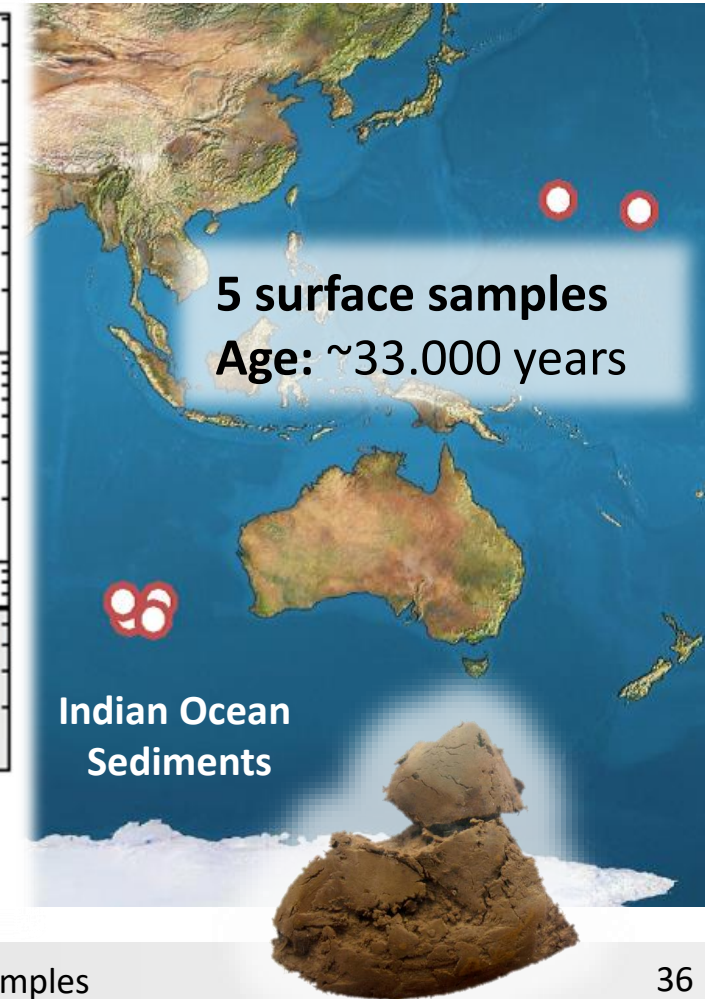 5 surface samples
Age: ~33.000 years
Indian Ocean
Sediments
mples
36